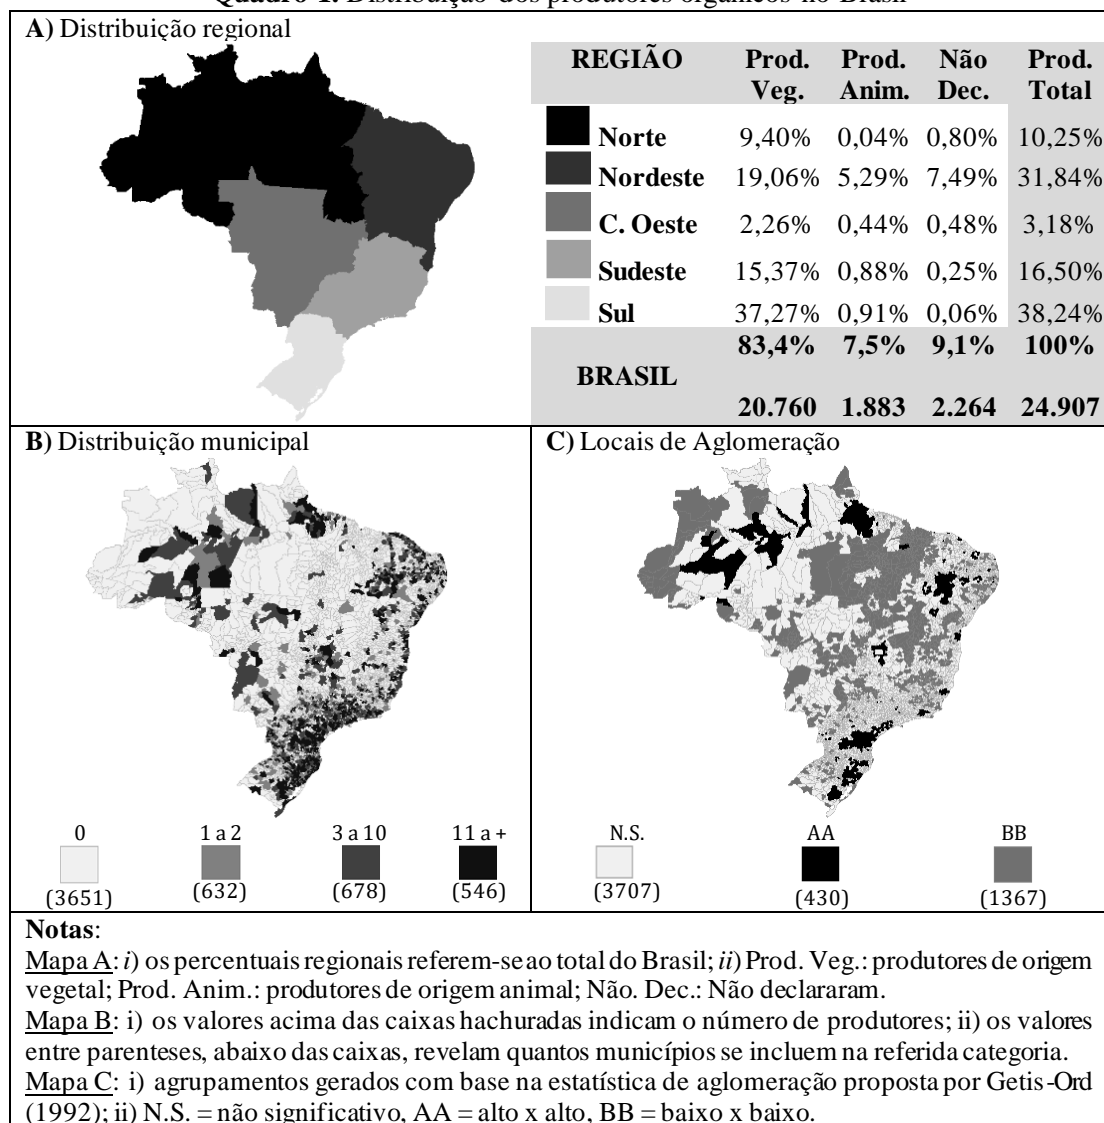 Quadro 1. Distribuição dos produtores orgânicos no Brasil
A) Distribuição regional
REGIÃO Prod. Veg. Prod. Anim. Não Dec. Prod. Total
Norte 9,40% 0,04% 0,80% 10,25%
Nordeste 19,06% 5,29% 7,49% 31,84%
C. Oeste 2,26% 0,44% 0,48% 3,18%
Sudeste 15,37% 0,88% 0,25% 16,50%
Sul 37,27% 0,91% 0,06% 38,24%
BRASIL 83,4% 7,5% 9,1% 100%
20.760 1.883 2.264 24.907
B) Distribuição municipal
0 1 a 2 3 a 10 11 a +
(3651) (632) (678) (546)
C) Locais de Aglomeração
N.S. AA BB
(3707) (430) (1367)
Notas:
Mapa A: i) os percentuais regionais referem-se ao total do Brasil; ii) Prod. Veg.: produtores de origem
vegetal; Prod. Anim.: produtores de origem animal; Não. Dec.: Não declararam.
Mapa B: i) os valores acima das caixas hachuradas indicam o número de produtores; ii) os valores
entre parenteses, abaixo das caixas, revelam quantos municípios se incluem na referida categoria.
Mapa C: i) agrupamentos gerados com base na estatística de aglomeração proposta por Getis-Ord
(1992); ii) N.S. = não significativo, AA = alto x alto, BB = baixo x baixo.